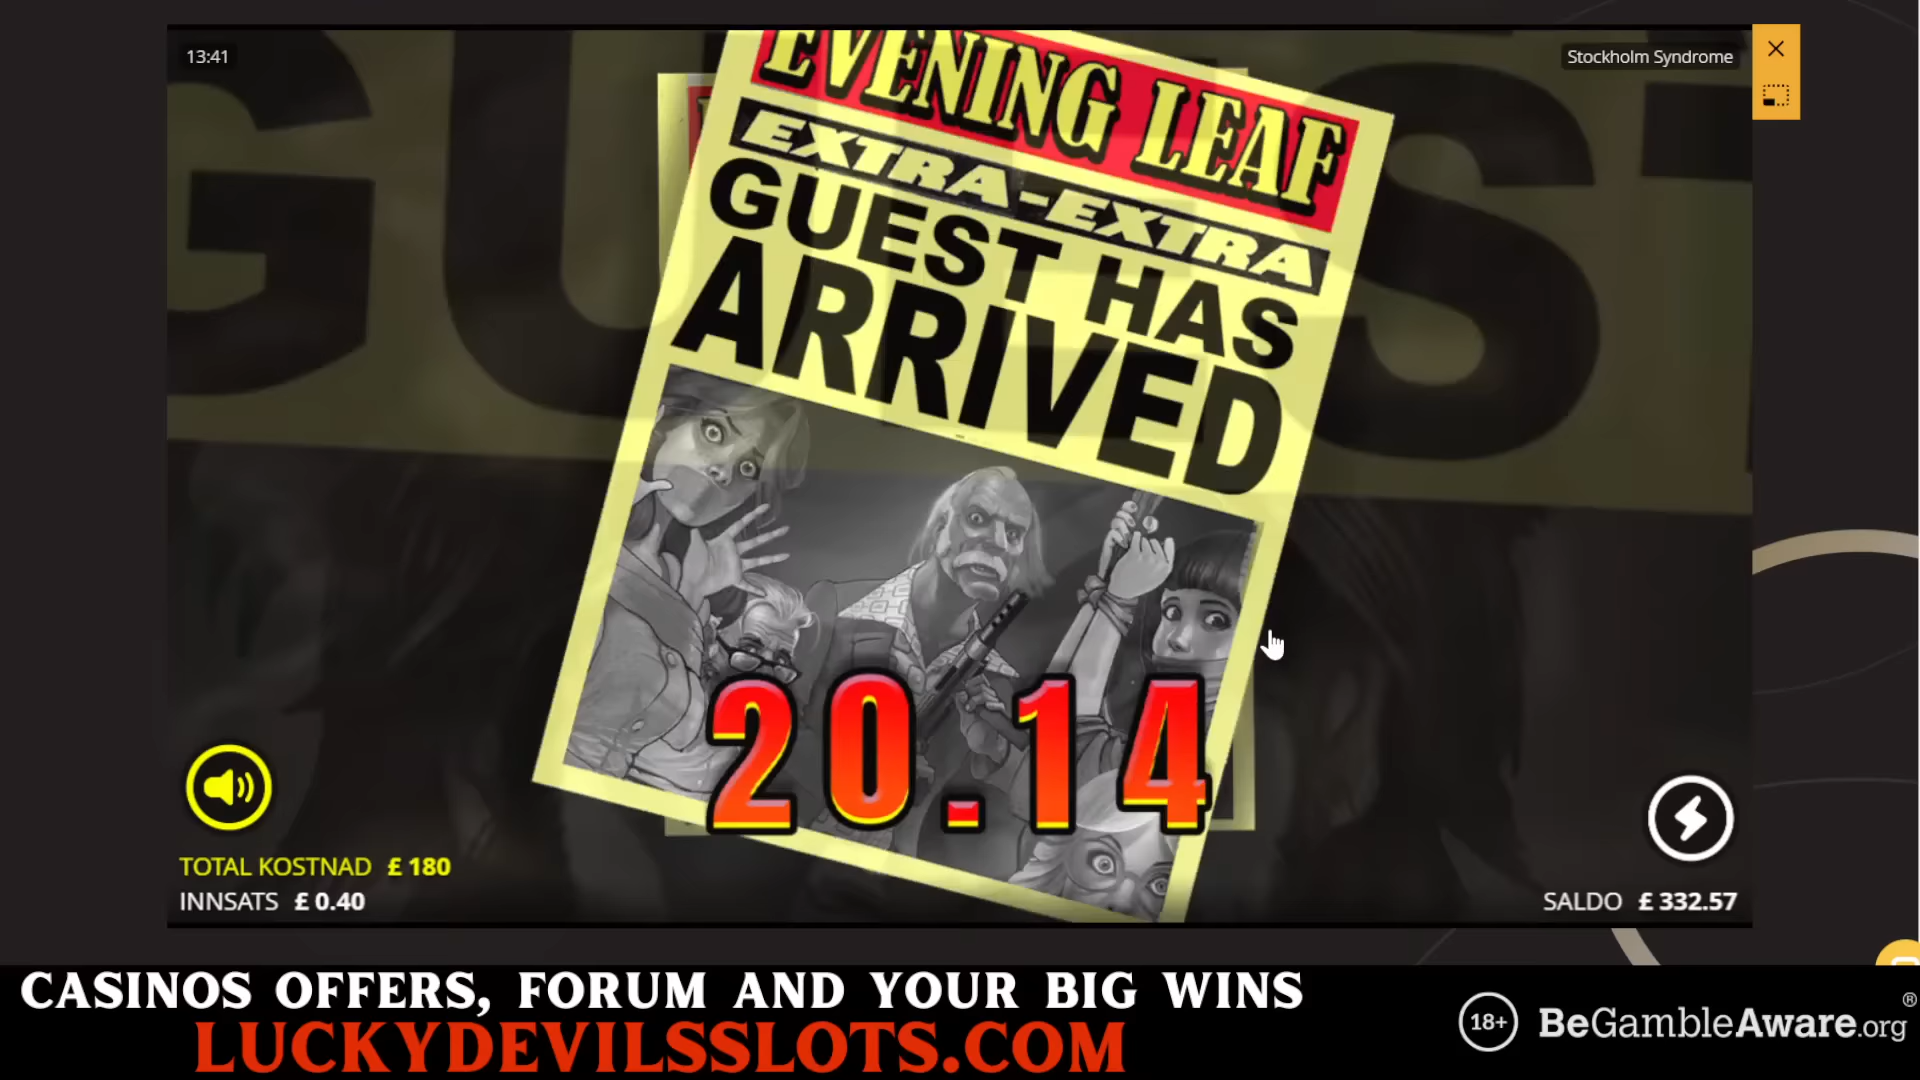 13:41
Stockholm Syndrome
EVENING LEAF
EXTRA-EXTRA
GUEST HAS
ARRIVED
20.14
TOTAL KOSTNAD £ 180
INNSATS £ 0.40
SALDO £ 332.57
CASINOS OFFERS, FORUM AND YOUR BIG WINS
LUCKYDEVILSSLOTS.COM
18+ BeGambleAware.org®
GUEST